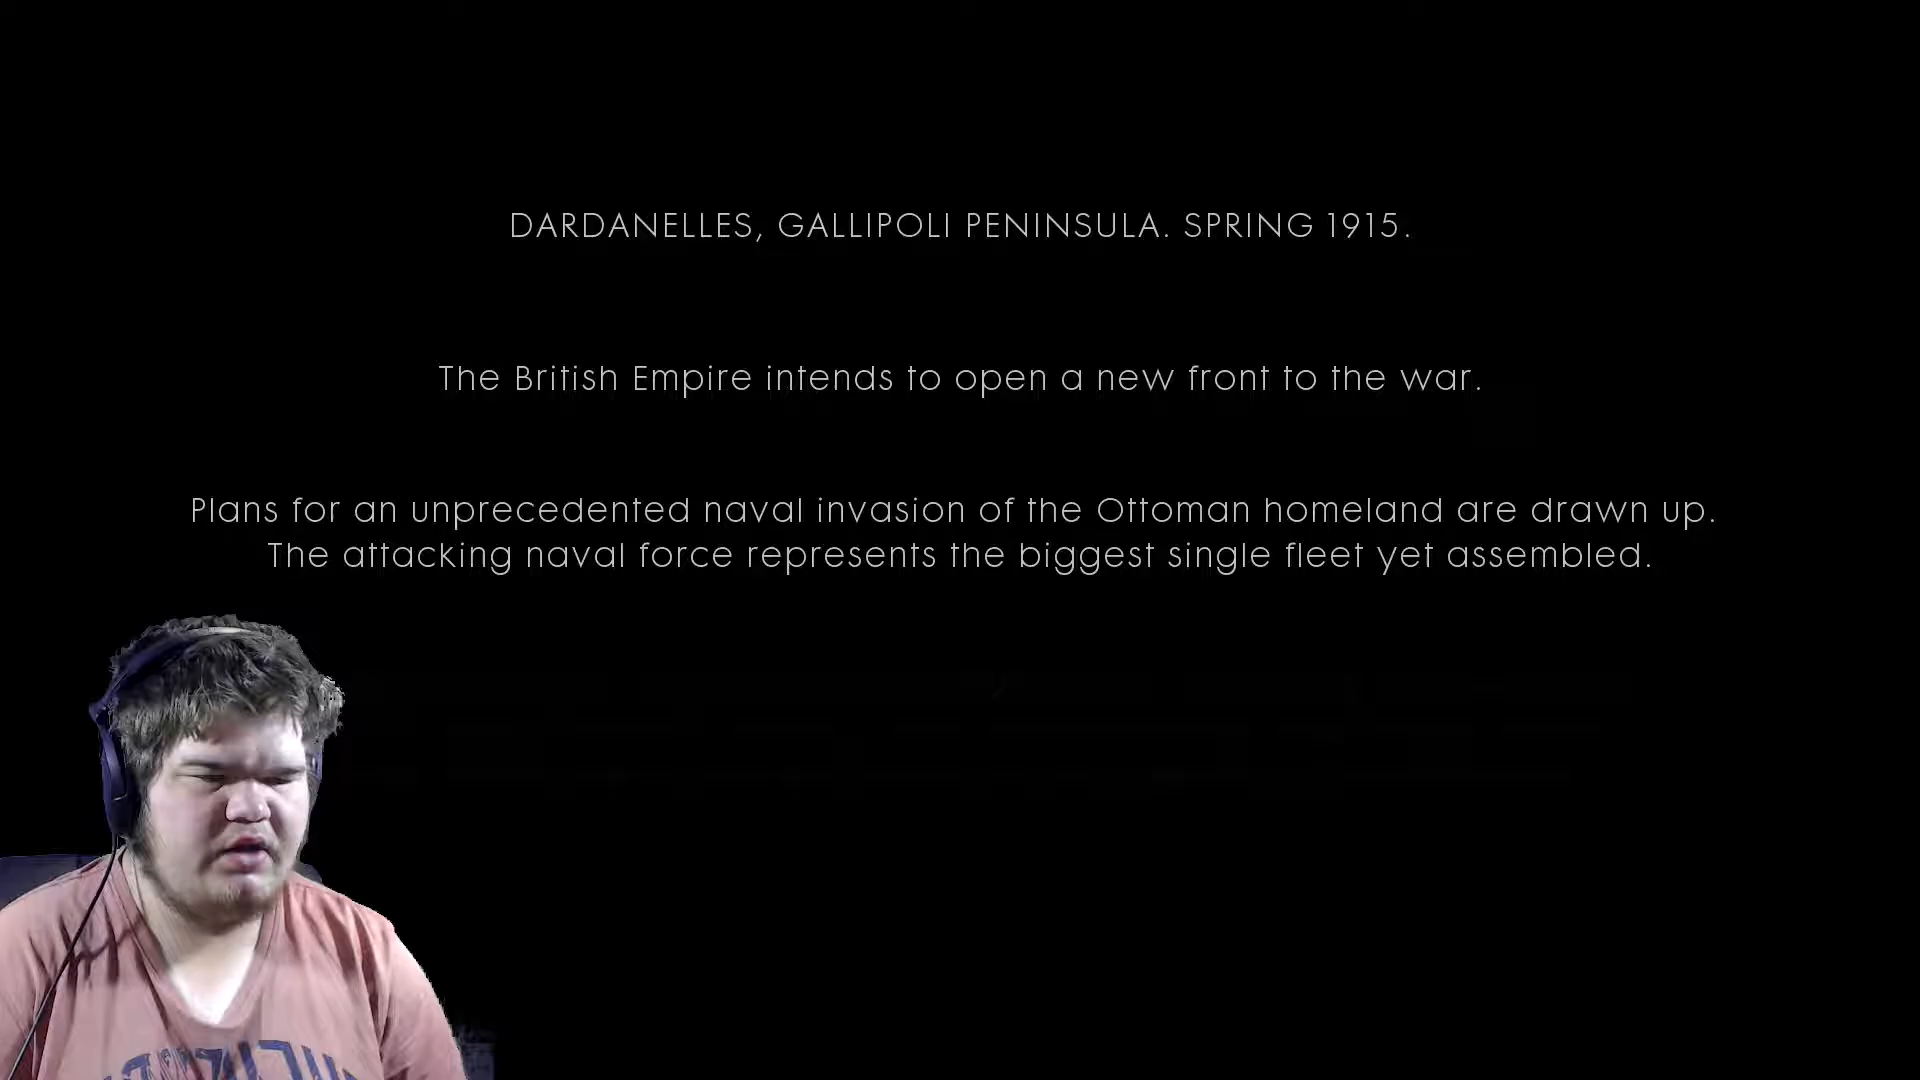 DARDANELLES, GALLIPOLI PENINSULA. SPRING 1915.
The British Empire intends to open a new front to the war.
Plans for an unprecedented naval invasion of the Ottoman homeland are drawn up.
The attacking naval force represents the biggest single fleet yet assembled.